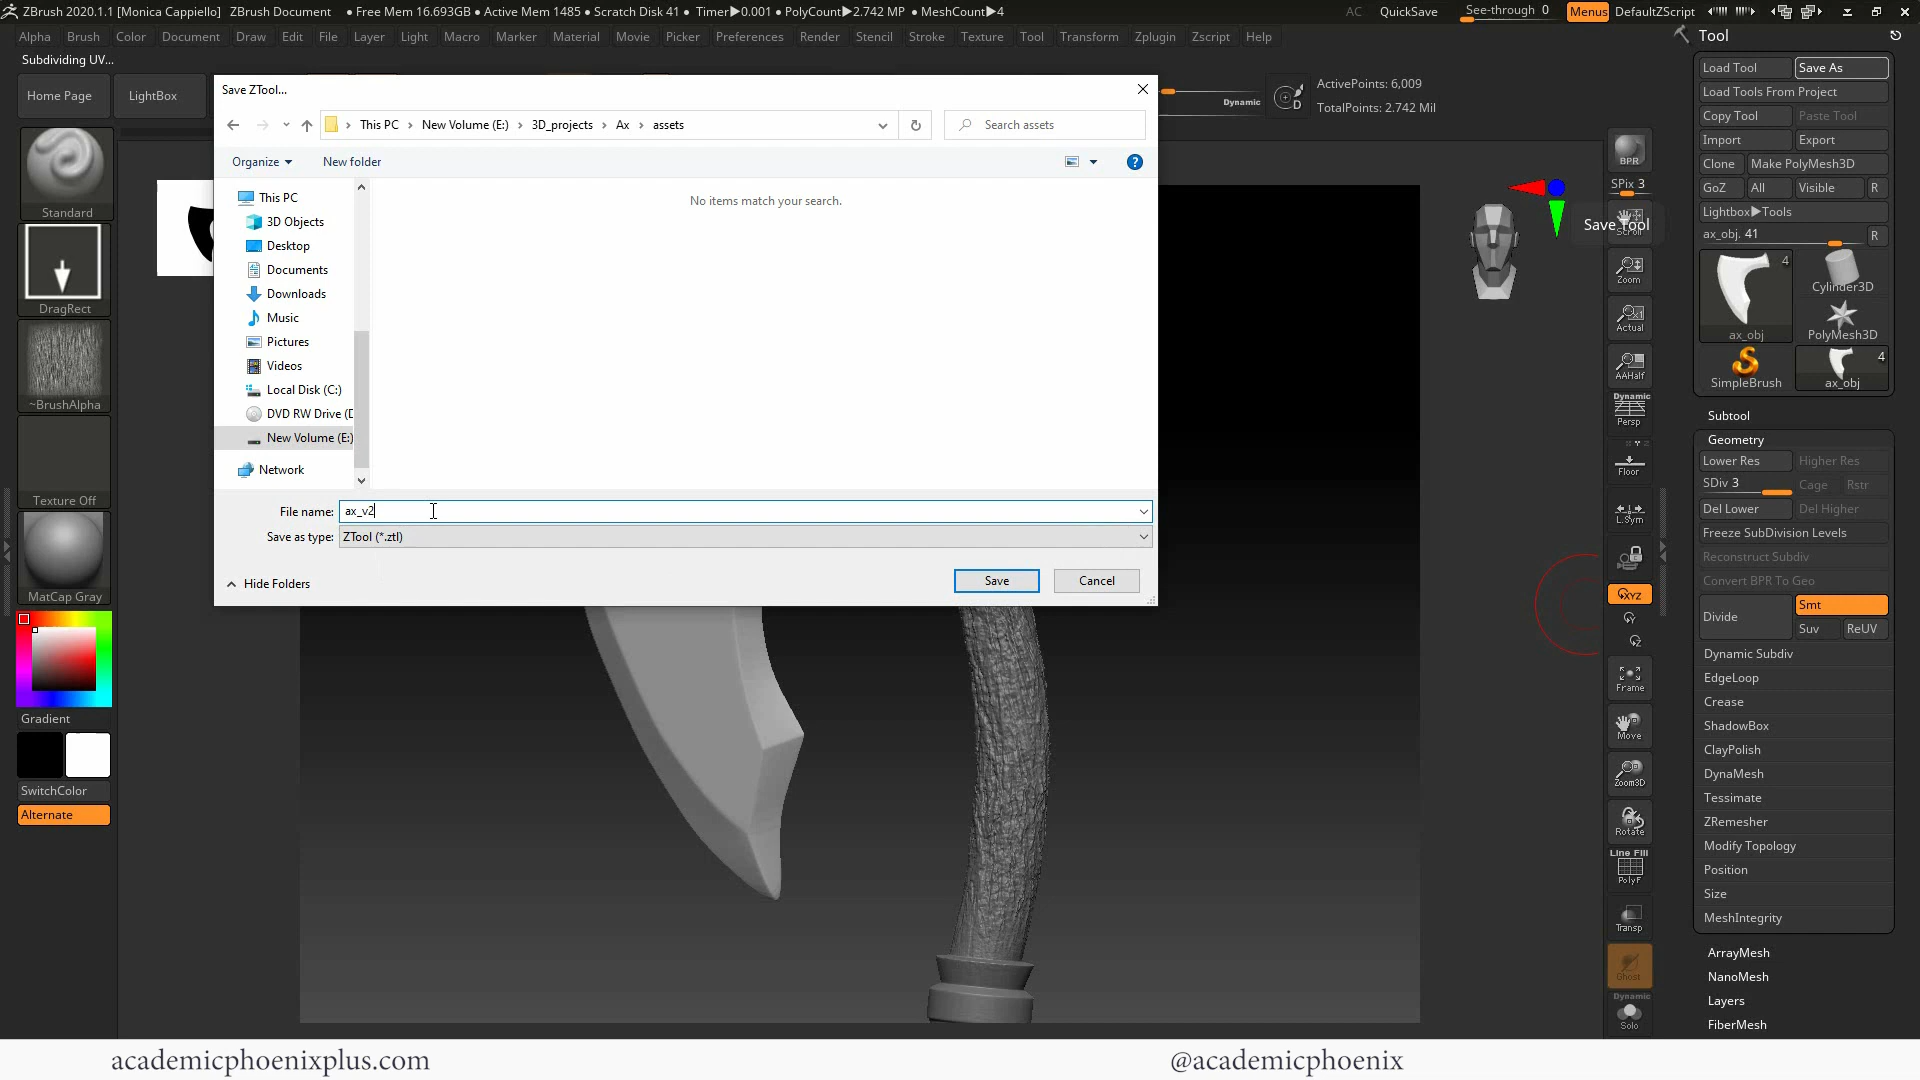 ZBrush 2020.1.1 [Monica Cappiello] ZBrush Document • Free Mem 16.693GB • Active Mem 1485 • Scratch Disk 41 • Timer▶0.001 • PolyCount▶2.742 MP • MeshCount▶4
AC QuickSave See-through 0 Menus DefaultZScript
Alpha Brush Color Document Draw Edit File Layer Light Macro Marker Material Movie Picker Preferences Render Stencil Stroke Texture Tool Transform Zplugin Zscript Help
Subdividing UV...
Home Page LightBox
Save ZTool...
This PC › New Volume (E:) › 3D_projects › Ax › assets
Search assets
Organize New folder
No items match your search.
This PC
3D Objects
Desktop
Documents
Downloads
Music
Pictures
Videos
Local Disk (C:)
DVD RW Drive (D
New Volume (E:)
Network
File name: ax_v2
Save as type: ZTool (*.ztl)
Hide Folders
Save Cancel
Dynamic
D
ActivePoints: 6,009
TotalPoints: 2.742 Mil
Standard
DragRect
~BrushAlpha
Texture Off
MatCap Gray
Gradient
SwitchColor
Alternate
BPR
SPix 3
Scroll
Save Tool
Zoom
Actual
AAHalf
Dynamic
Persp
Floor
L.Sym
XYZ
Y
Z
Frame
Move
Zoom3D
Rotate
Line Fill
PolyF
Transp
Ghost
Dynamic
Solo
Tool
Load Tool Save As
Load Tools From Project
Copy Tool Paste Tool
Import Export
Clone Make PolyMesh3D
GoZ All Visible R
Lightbox▶Tools
ax_obj. 41 R
4
ax_obj
Cylinder3D
PolyMesh3D
SimpleBrush
4
ax_obj
Subtool
Geometry
Lower Res Higher Res
SDiv 3 Cage Rstr
Del Lower Del Higher
Freeze SubDivision Levels
Reconstruct Subdiv
Convert BPR To Geo
Divide Smt
Suv ReUV
Dynamic Subdiv
EdgeLoop
Crease
ShadowBox
ClayPolish
DynaMesh
Tessimate
ZRemesher
Modify Topology
Position
Size
MeshIntegrity
ArrayMesh
NanoMesh
Layers
FiberMesh
academicphoenixplus.com
@academicphoenix